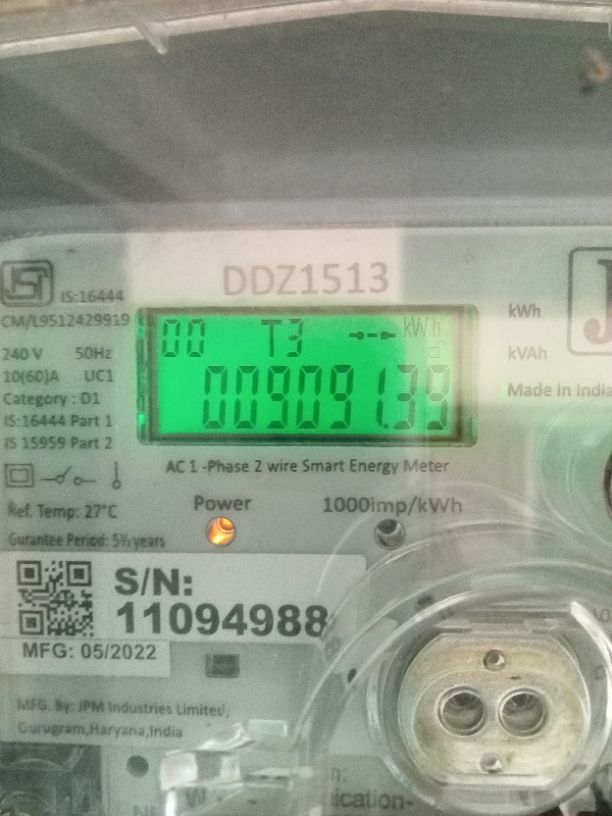 DDZ1513
IS:16444
CM/L9512429919
240 V 50Hz
10(60)A UC1
Category : D1
IS:16444 Part 1
IS 15959 Part 2
00 T3 kWh
009091.39
kWh
kVAh
Made In India
AC 1 -Phase 2 wire Smart Energy Meter
Ref. Temp: 27°C
Power 1000imp/kWh
Gurantee Period: 5½ years
S/N:
11094988
MFG: 05/2022
MFG. By: JPM Industries Limited,
Gurugram,Haryana,India